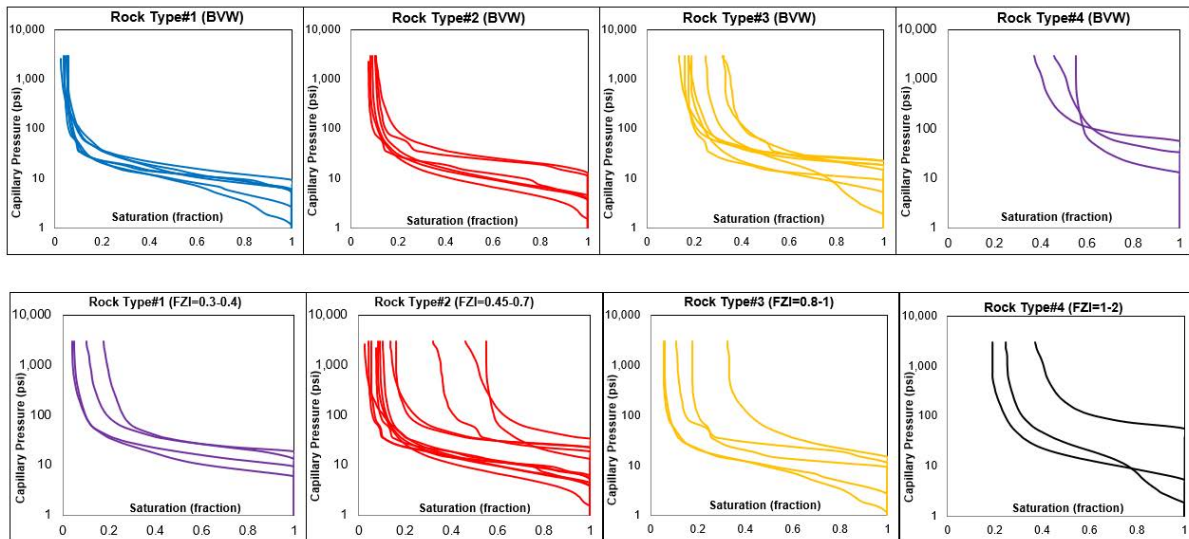 Rock Type#1 (BVW)
10,000
1,000
100
10
1
Capillary Pressure (psi)
Saturation (fraction)
0 0.2 0.4 0.6 0.8 1
Rock Type#2 (BVW)
10,000
1,000
100
10
1
Capillary Pressure (psi)
Saturation (fraction)
0 0.2 0.4 0.6 0.8 1
Rock Type#3 (BVW)
10,000
1,000
100
10
1
Capillary Pressure (psi)
Saturation (fraction)
0 0.2 0.4 0.6 0.8 1
Rock Type#4 (BVW)
10,000
1,000
100
10
1
Capillary Pressure (psi)
Saturation (fraction)
0 0.2 0.4 0.6 0.8 1
Rock Type#1 (FZI=0.3-0.4)
10,000
1,000
100
10
1
Capillary Pressure (psi)
Saturation (fraction)
0 0.2 0.4 0.6 0.8 1
Rock Type#2 (FZI=0.45-0.7)
10,000
1,000
100
10
1
Capillary Pressure (psi)
Saturation (fraction)
0 0.2 0.4 0.6 0.8 1
Rock Type#3 (FZI=0.8-1)
10,000
1,000
100
10
1
Capillary Pressure (psi)
Saturation (fraction)
0 0.2 0.4 0.6 0.8 1
Rock Type#4 (FZI=1-2)
10,000
1,000
100
10
1
Capillary Pressure (psi)
Saturation (fraction)
0 0.2 0.4 0.6 0.8 1